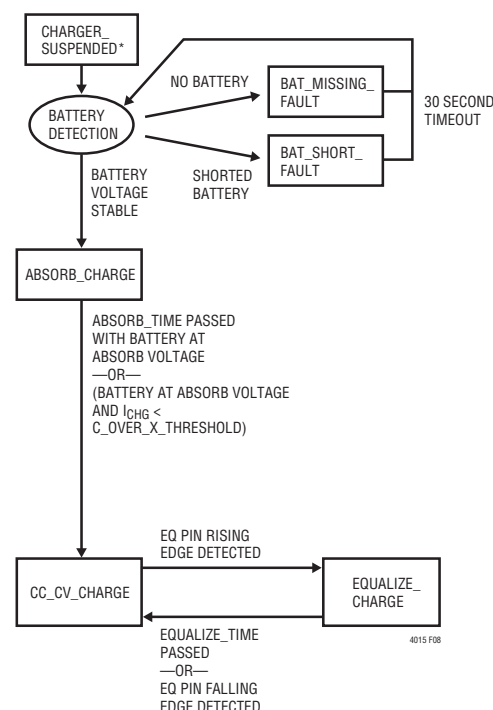 CHARGER_
SUSPENDED*
NO BATTERY
BAT_MISSING_
FAULT
30 SECOND
TIMEOUT
BATTERY
DETECTION
BAT_SHORT_
FAULT
BATTERY
VOLTAGE
STABLE
SHORTED
BATTERY
ABSORB_CHARGE
ABSORB_TIME PASSED
WITH BATTERY AT
ABSORB VOLTAGE
—OR—
(BATTERY AT ABSORB VOLTAGE
AND ICHG <
C_OVER_X_THRESHOLD)
EQ PIN RISING
EDGE DETECTED
CC_CV_CHARGE
EQUALIZE_
CHARGE
4015 F08
EQUALIZE_TIME
PASSED
—OR—
EQ PIN FALLING
EDGE DETECTED